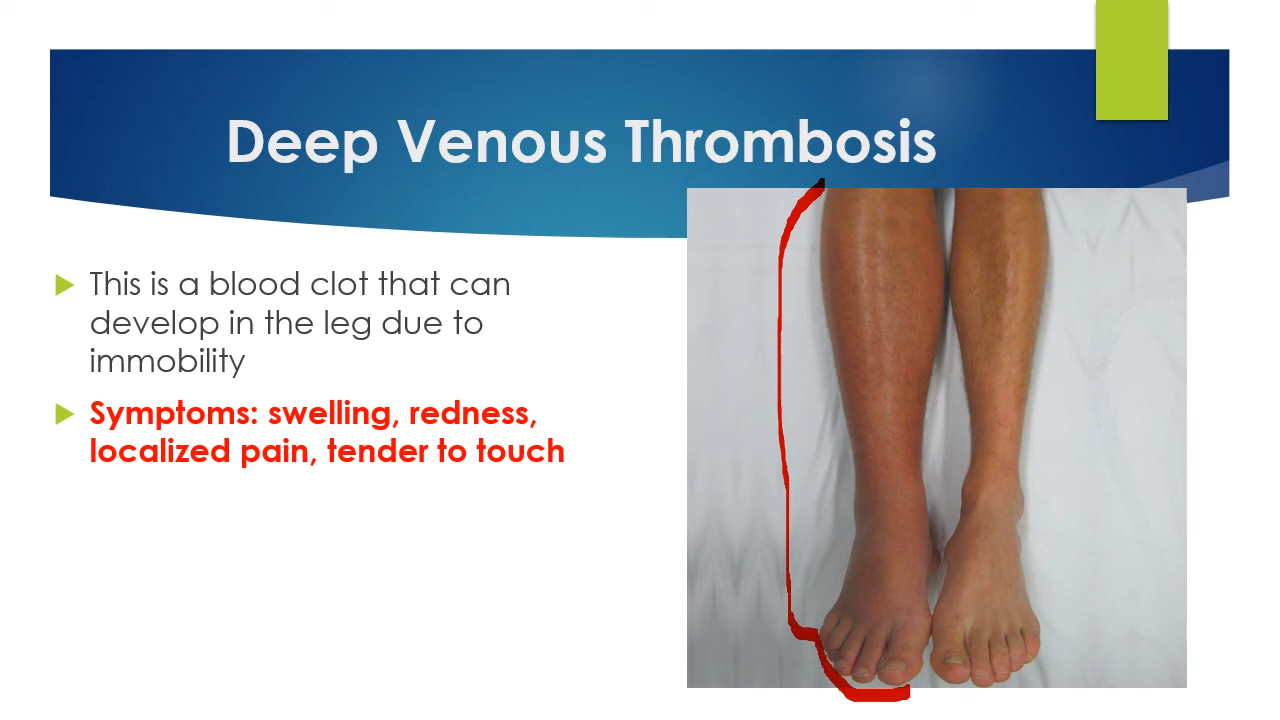 Deep Venous Thrombosis
This is a blood clot that can
develop in the leg due to
immobility
Symptoms: swelling, redness,
localized pain, tender to touch